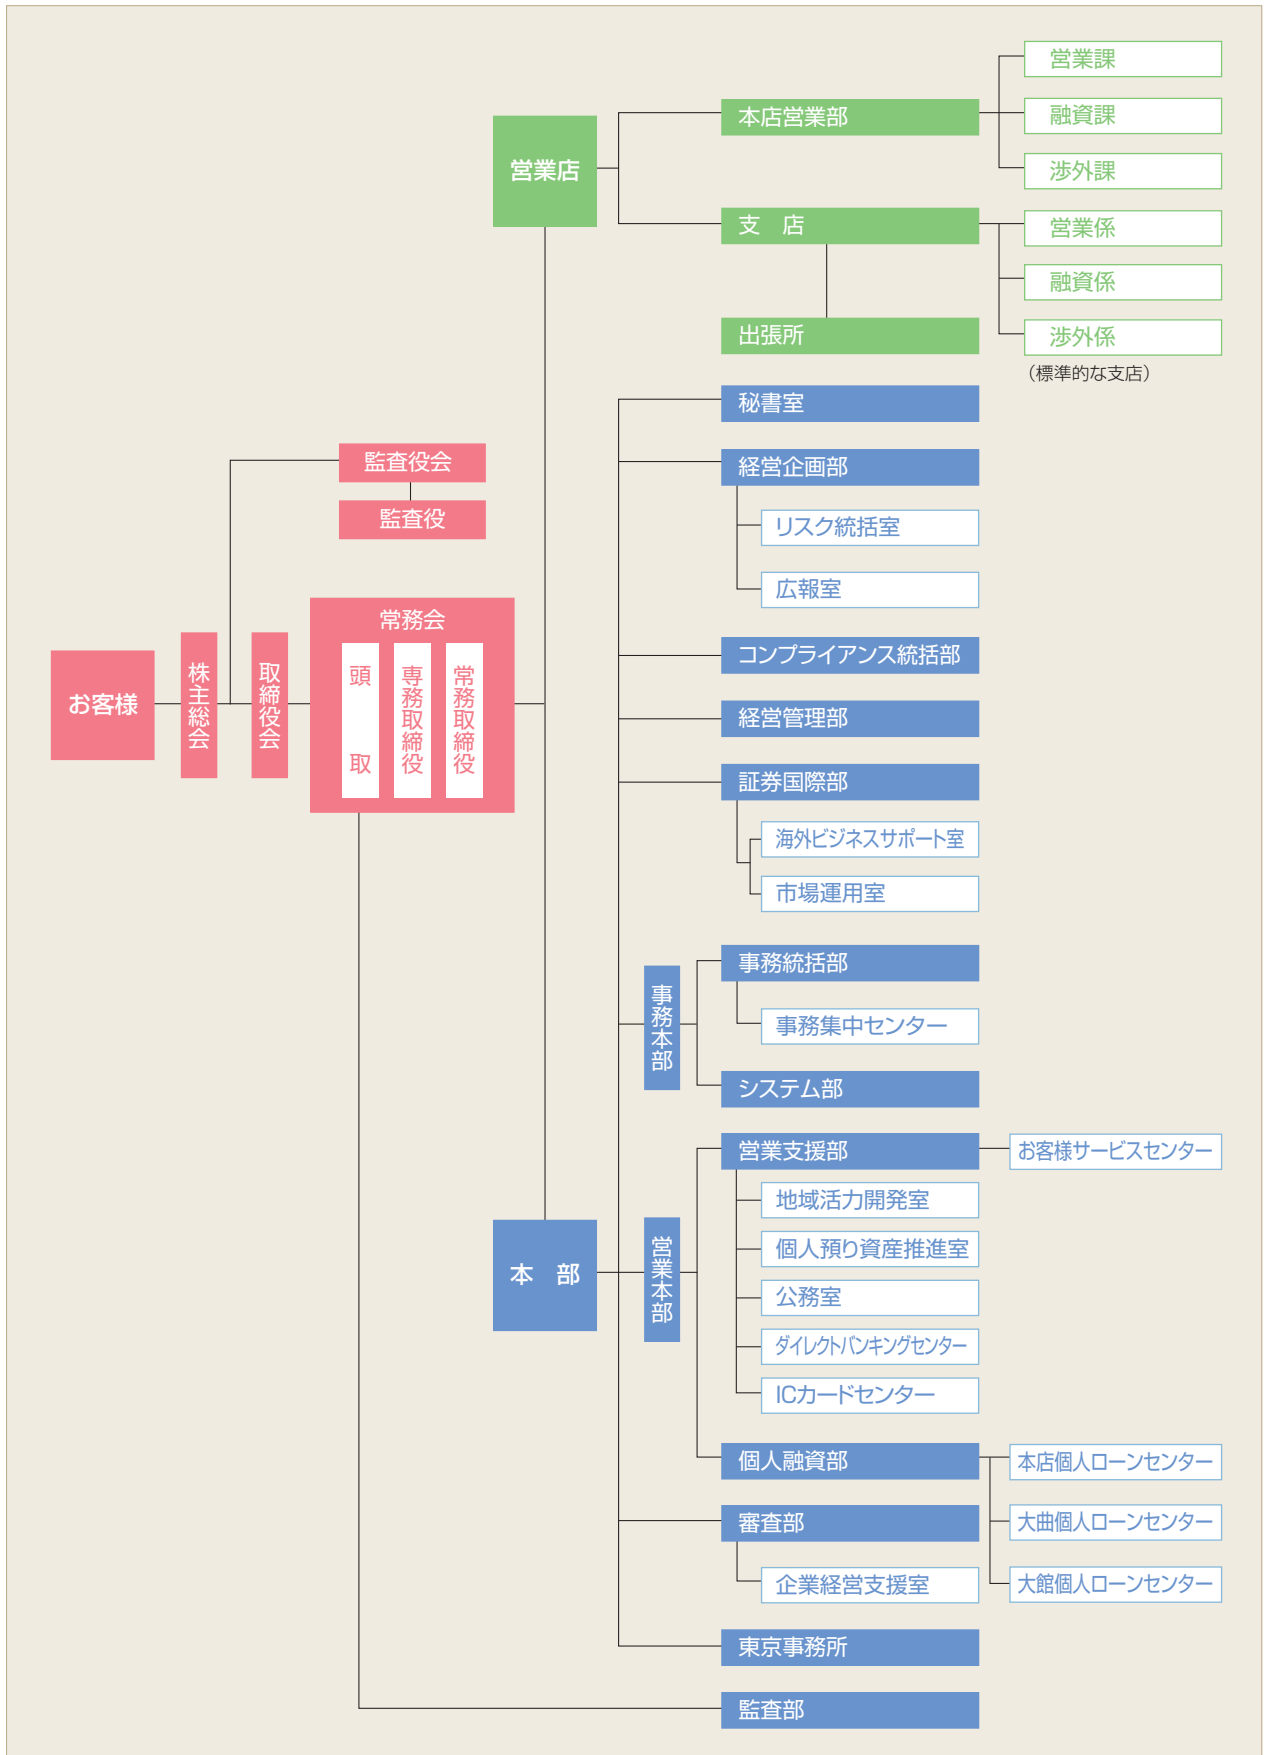 お客様
株主総会
取締役会
監査役会
監査役
常務会
頭取
専務取締役
常務取締役
営業店
本店営業部
営業課
融資課
渉外課
支　店
営業係
融資係
渉外係
（標準的な支店）
出張所
本　部
秘書室
経営企画部
リスク統括室
広報室
コンプライアンス統括部
経営管理部
証券国際部
海外ビジネスサポート室
市場運用室
事務本部
事務統括部
事務集中センター
システム部
営業本部
営業支援部
お客様サービスセンター
地域活力開発室
個人預り資産推進室
公務室
ダイレクトバンキングセンター
ICカードセンター
個人融資部
本店個人ローンセンター
大曲個人ローンセンター
大館個人ローンセンター
審査部
企業経営支援室
東京事務所
監査部